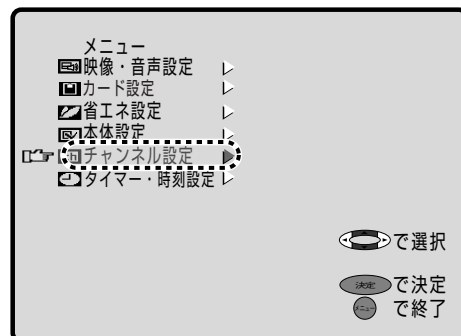 メニュー
映像・音声設定
カード設定
省エネ設定
本体設定
チャンネル設定
タイマー・時刻設定
で選択
決定 で決定
メニュー で終了